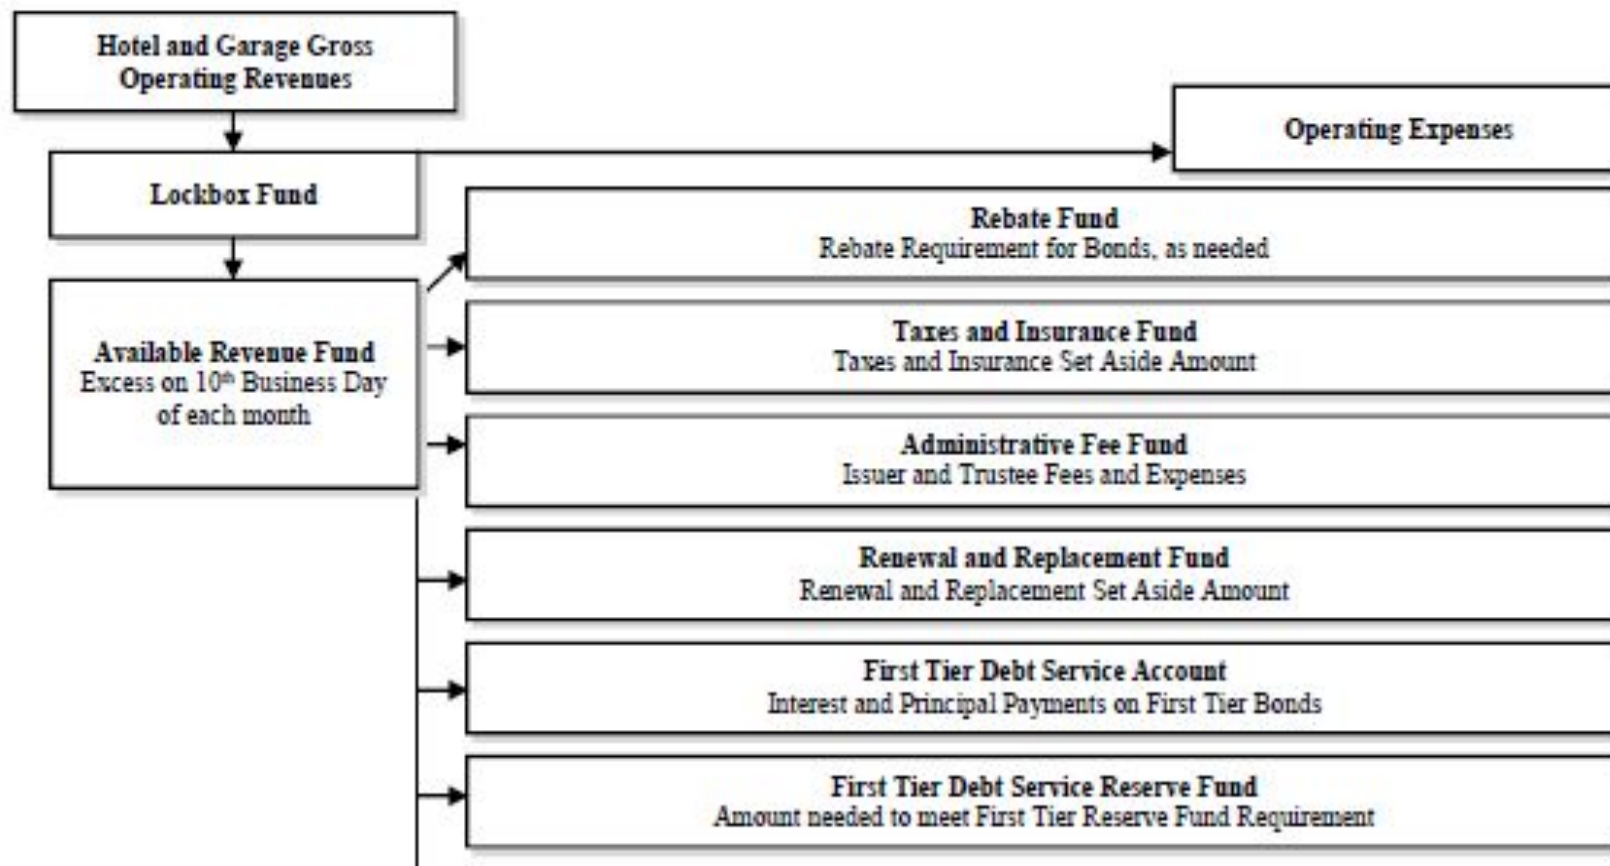 Hotel and Garage Gross
Operating Revenues
Operating Expenses
Lockbox Fund
Rebate Fund
Rebate Requirement for Bonds, as needed
Available Revenue Fund
Excess on 10th Business Day
of each month
Taxes and Insurance Fund
Taxes and Insurance Set Aside Amount
Administrative Fee Fund
Issuer and Trustee Fees and Expenses
Renewal and Replacement Fund
Renewal and Replacement Set Aside Amount
First Tier Debt Service Account
Interest and Principal Payments on First Tier Bonds
First Tier Debt Service Reserve Fund
Amount needed to meet First Tier Reserve Fund Requirement